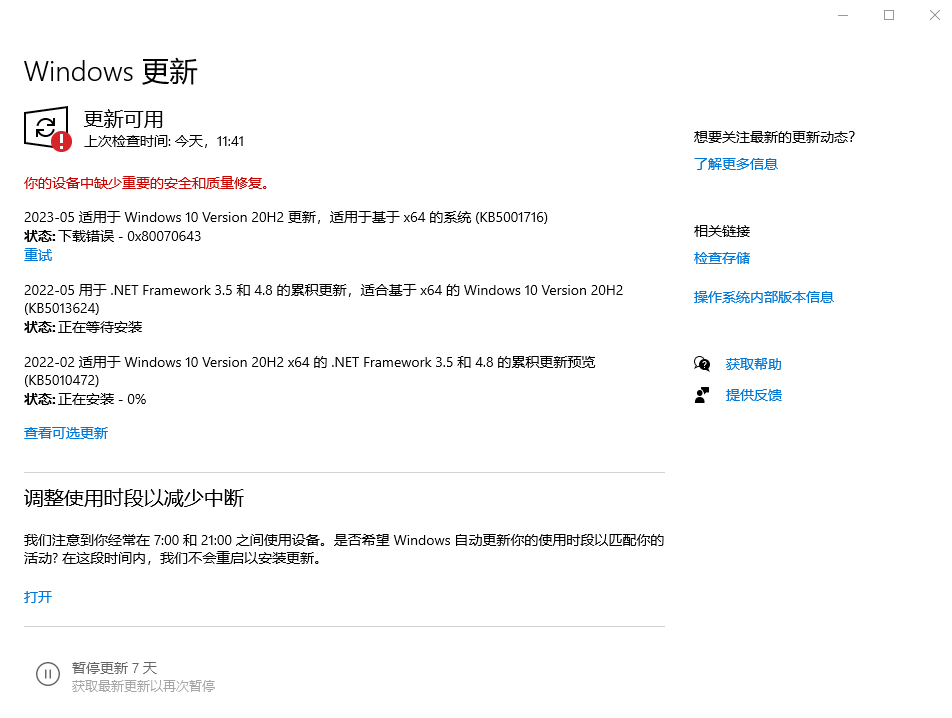 Windows 更新
更新可用
上次检查时间: 今天，11:41
你的设备中缺少重要的安全和质量修复。
2023-05 适用于 Windows 10 Version 20H2 更新，适用于基于 x64 的系统 (KB5001716)
状态: 下载错误 - 0x80070643
重试
2022-05 用于 .NET Framework 3.5 和 4.8 的累积更新，适合基于 x64 的 Windows 10 Version 20H2
(KB5013624)
状态: 正在等待安装
2022-02 适用于 Windows 10 Version 20H2 x64 的 .NET Framework 3.5 和 4.8 的累积更新预览
(KB5010472)
状态: 正在安装 - 0%
查看可选更新
调整使用时段以减少中断
我们注意到你经常在 7:00 和 21:00 之间使用设备。是否希望 Windows 自动更新你的使用时段以匹配你的
活动? 在这段时间内，我们不会重启以安装更新。
打开
暂停更新 7 天
获取最新更新以再次暂停
想要关注最新的更新动态?
了解更多信息
相关链接
检查存储
操作系统内部版本信息
获取帮助
提供反馈